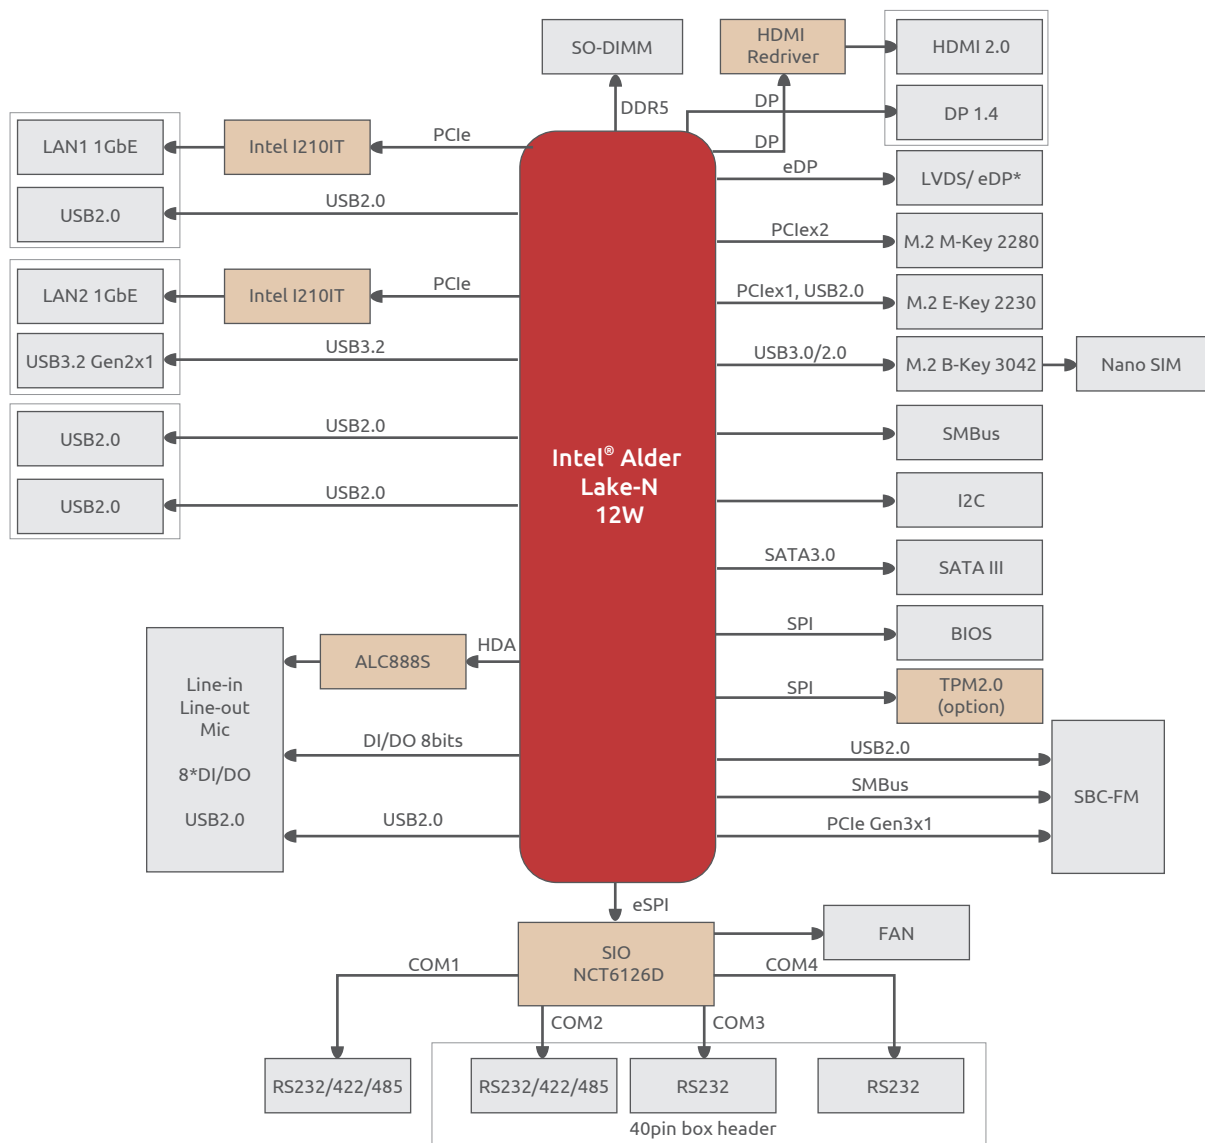 SO-DIMM
HDMI
Redriver
HDMI 2.0
DDR5
DP
DP 1.4
DP
LAN1 1GbE
Intel I210IT
PCIe
eDP
LVDS/ eDP*
USB2.0
USB2.0
PCIex2
M.2 M-Key 2280
LAN2 1GbE
Intel I210IT
PCIe
PCIex1, USB2.0
M.2 E-Key 2230
USB3.2 Gen2x1
USB3.2
USB3.0/2.0
M.2 B-Key 3042
Nano SIM
USB2.0
USB2.0
SMBus
USB2.0
USB2.0
Intel® Alder
Lake-N
12W
I2C
SATA3.0
SATA III
SPI
BIOS
HDA
ALC888S
SPI
TPM2.0
(option)
Line-in
Line-out
Mic
8*DI/DO
USB2.0
DI/DO 8bits
USB2.0
USB2.0
SMBus
PCIe Gen3x1
SBC-FM
eSPI
SIO
NCT6126D
FAN
COM1
COM4
COM2
COM3
RS232/422/485
RS232/422/485
RS232
RS232
40pin box header